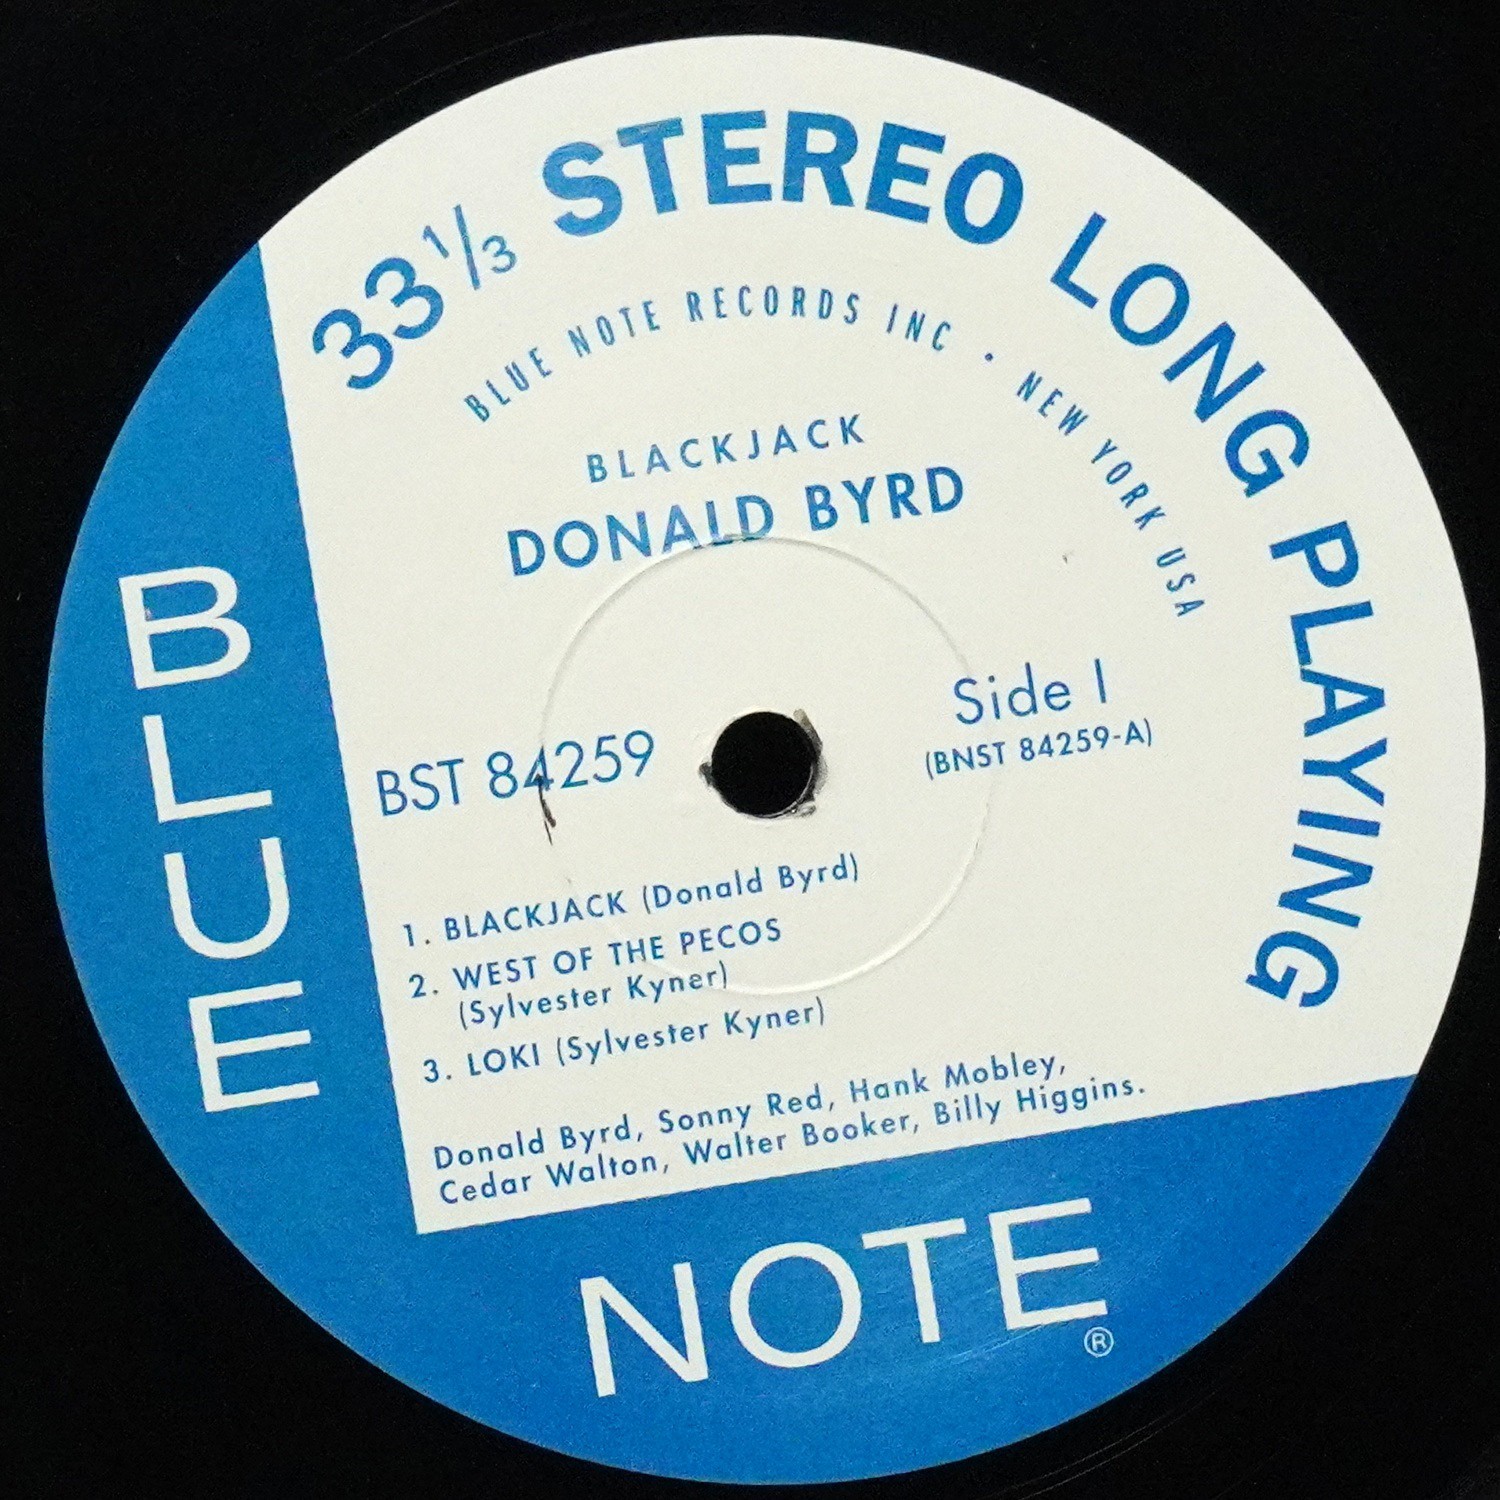 33 1/3 STEREO LONG PLAYING
BLUE NOTE RECORDS INC · NEW YORK USA
BLACKJACK
DONALD BYRD
BST 84259
Side 1
(BNST 84259-A)
1. BLACKJACK (Donald Byrd)
2. WEST OF THE PECOS
(Sylvester Kyner)
3. LOKI (Sylvester Kyner)
Donald Byrd, Sonny Red, Hank Mobley,
Cedar Walton, Walter Booker, Billy Higgins.
BLUE
NOTE®